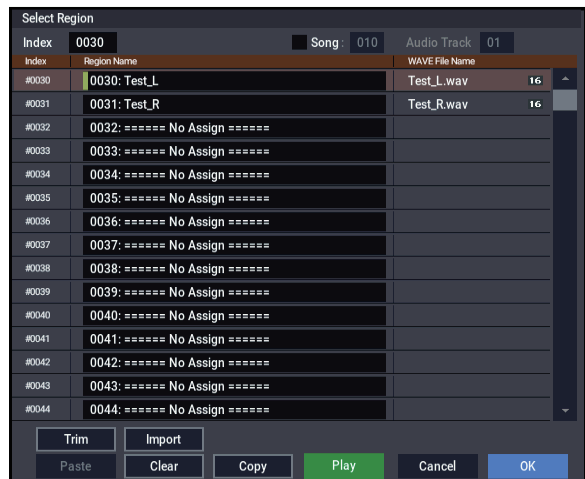 Select Region
Index 0030 Song: 010 Audio Track 01
Index Region Name WAVE File Name
#0030 0030: Test_L Test_L.wav 16
#0031 0031: Test_R Test_R.wav 16
#0032 0032: ====== No Assign ======
#0033 0033: ====== No Assign ======
#0034 0034: ====== No Assign ======
#0035 0035: ====== No Assign ======
#0036 0036: ====== No Assign ======
#0037 0037: ====== No Assign ======
#0038 0038: ====== No Assign ======
#0039 0039: ====== No Assign ======
#0040 0040: ====== No Assign ======
#0041 0041: ====== No Assign ======
#0042 0042: ====== No Assign ======
#0043 0043: ====== No Assign ======
#0044 0044: ====== No Assign ======
Trim Import
Paste Clear Copy Play Cancel OK